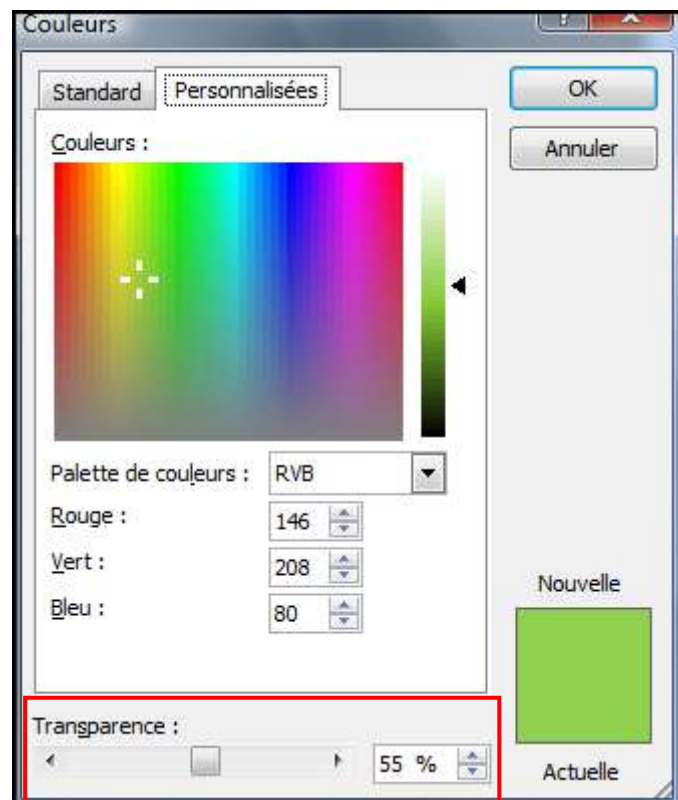 Couleurs
Standard Personnalisées OK
Couleurs : Annuler
Palette de couleurs : RVB
Rouge : 146
Vert : 208
Bleu : 80
Nouvelle
Transparence :
55 %
Actuelle